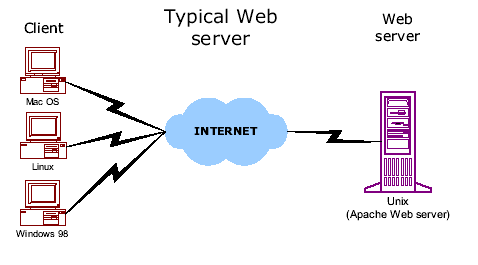 Typical Web
server
Client
Web
server
Mac OS
INTERNET
Linux
Windows 98
Unix
(Apache Web server)